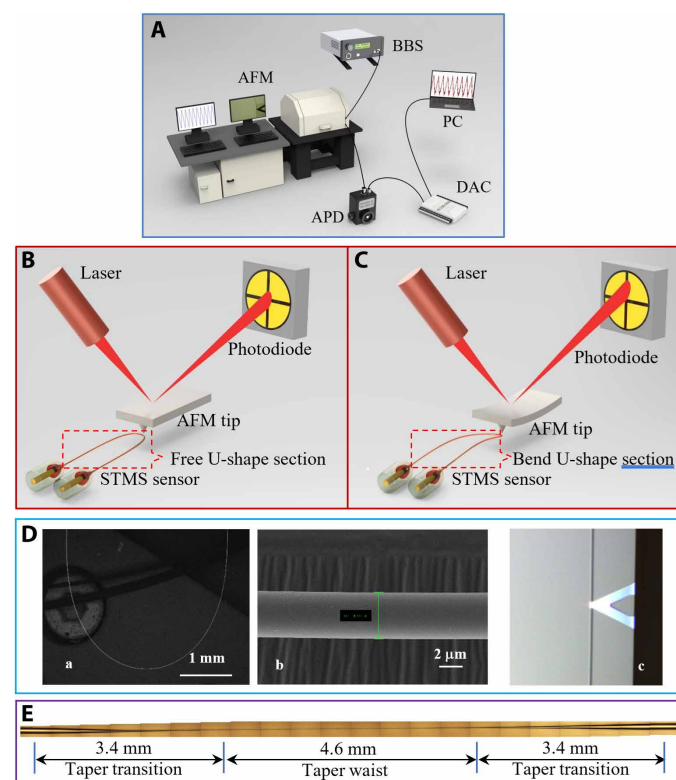 A
BBS
AFM
PC
DAC
APD
B
Laser
Photodiode
AFM tip
Free U-shape section
STMS sensor
C
Laser
Photodiode
AFM tip
Bend U-shape section
STMS sensor
D
a
1 mm
b
2 μm
c
E
3.4 mm
4.6 mm
3.4 mm
Taper transition
Taper waist
Taper transition